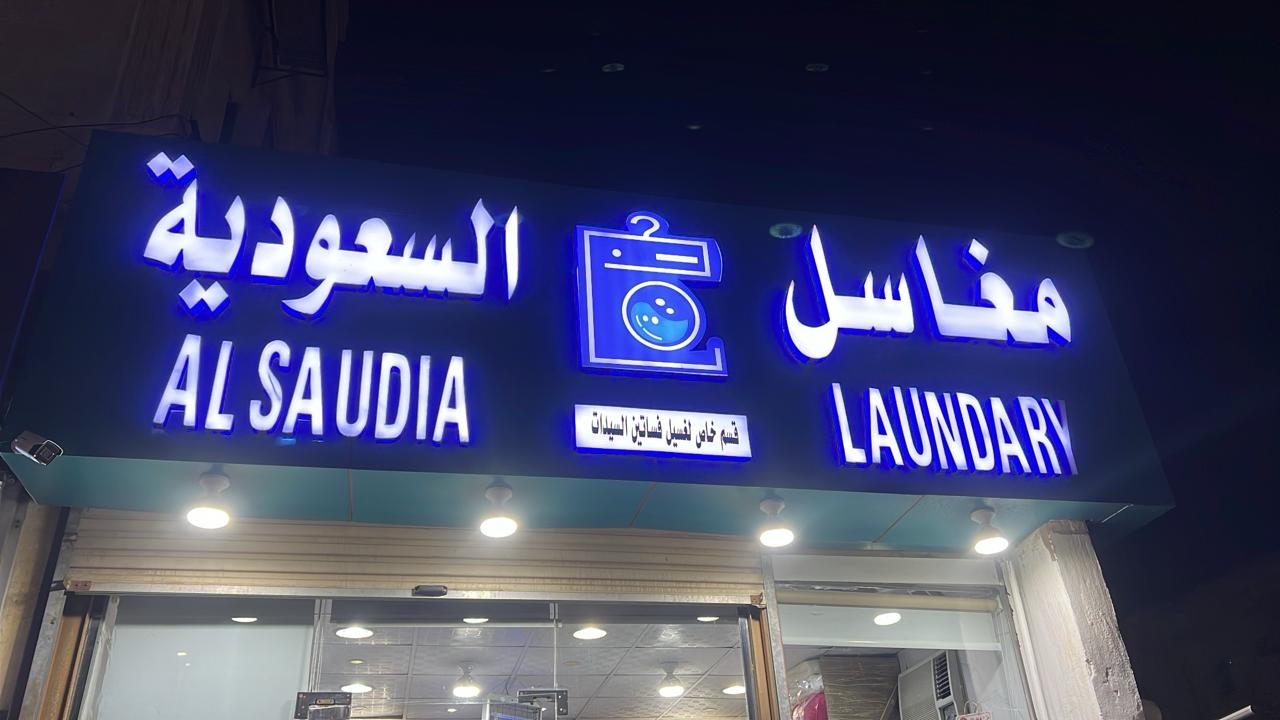 مغاسل السعودية
AL SAUDIA LAUNDARY
قسم خاص لغسيل فساتين السيدات